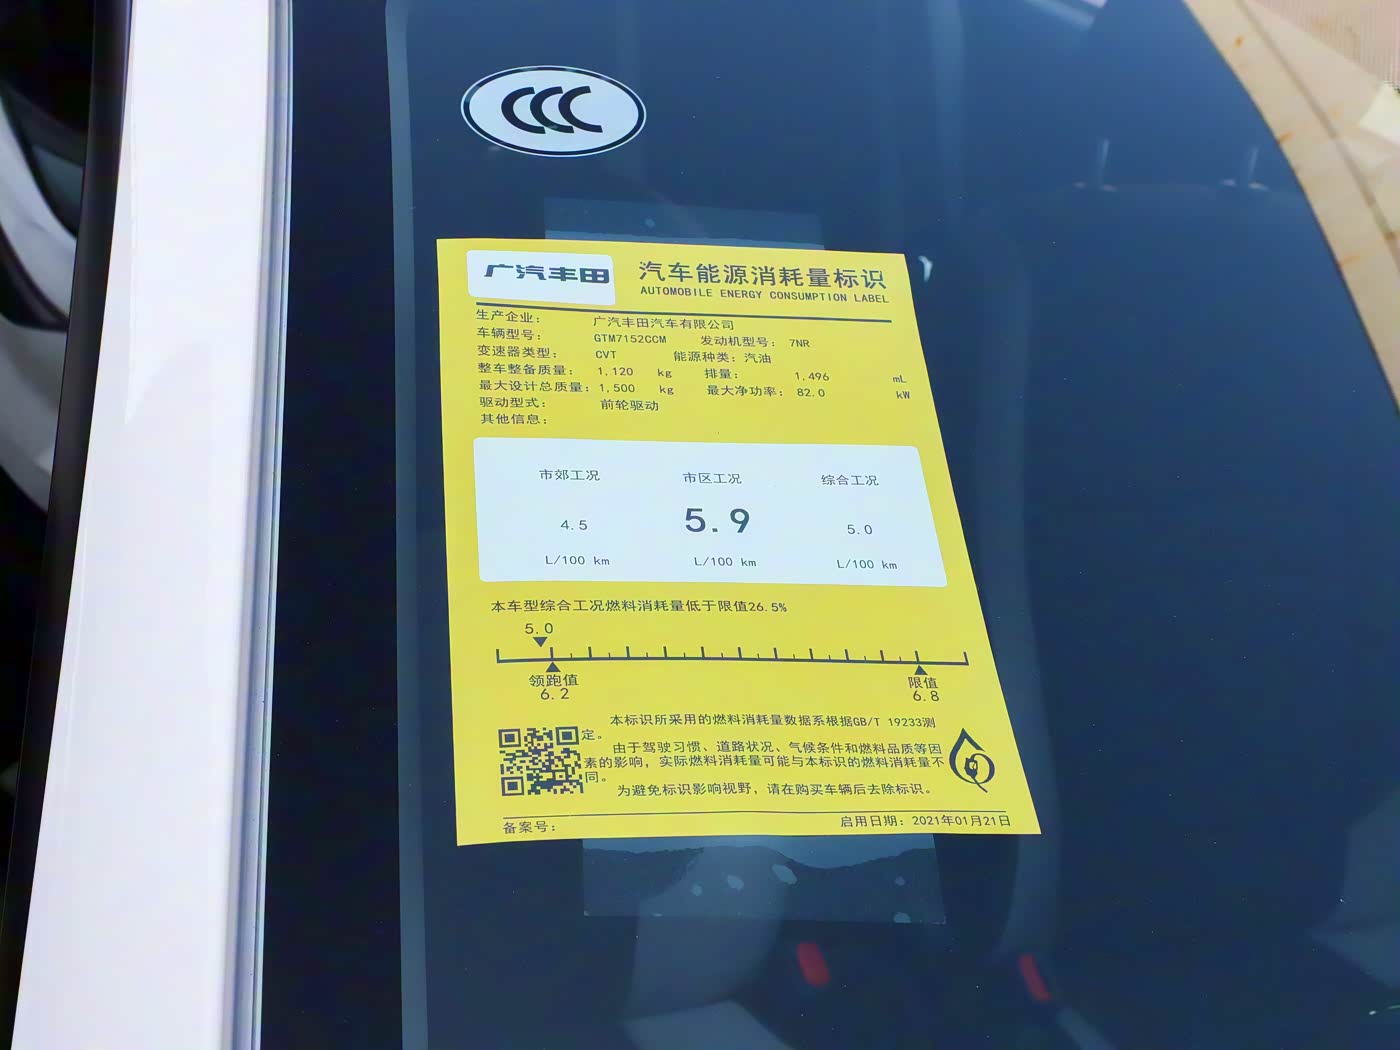 CCC
广汽丰田
汽车能源消耗量标识
AUTOMOBILE ENERGY CONSUMPTION LABEL
生产企业： 广汽丰田汽车有限公司
车辆型号： GTM7152CCM 发动机型号： 7NR
变速器类型： CVT 能源种类： 汽油
整车整备质量： 1,120 kg 排量： 1,496 mL
最大设计总质量： 1,500 kg 最大净功率： 82.0 kW
驱动型式： 前轮驱动
其他信息：
市郊工况 市区工况 综合工况
4.5 5.9 5.0
L/100 km L/100 km L/100 km
本车型综合工况燃料消耗量低于限值26.5%
5.0
领跑值 限值
6.2 6.8
本标识所采用的燃料消耗量数据系根据GB/T 19233测
定。
由于驾驶习惯、道路状况、气候条件和燃料品质等因
素的影响，实际燃料消耗量可能与本标识的燃料消耗量不
同。
为避免标识影响视野，请在购买车辆后去除标识。
备案号： 启用日期： 2021年01月21日